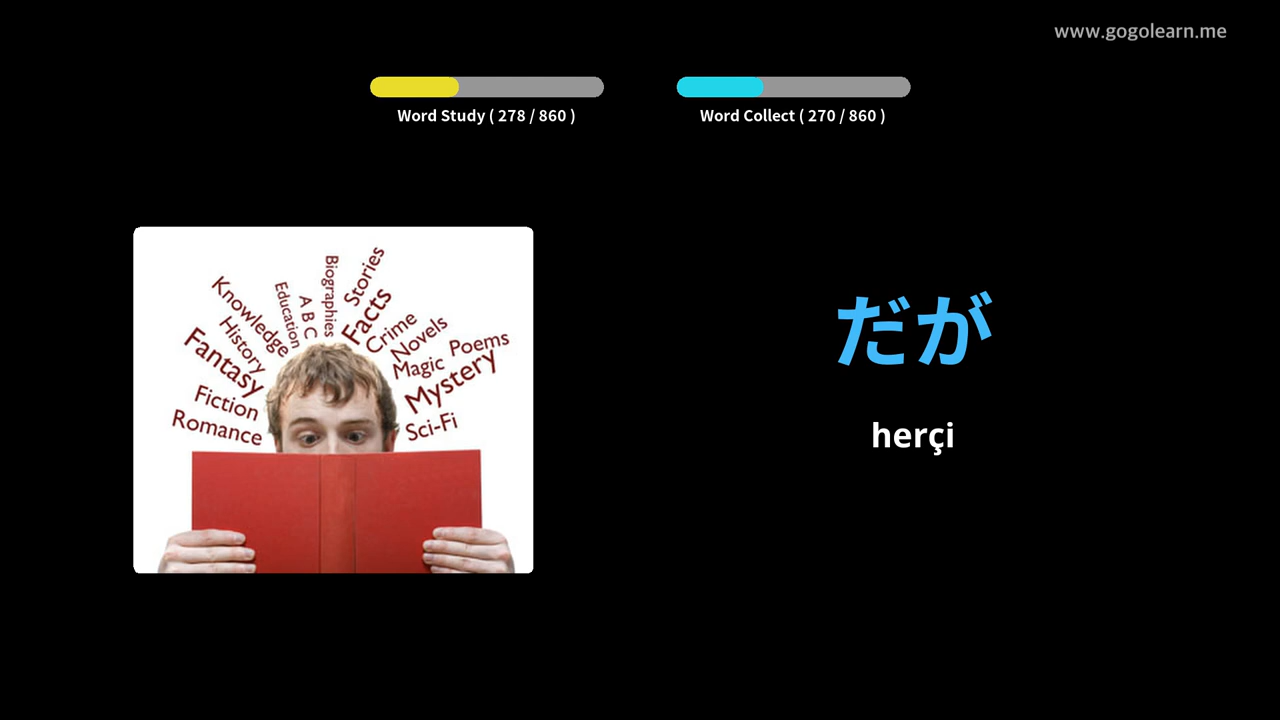 www.gogolearn.me
Word Study ( 278 / 860 )
Word Collect ( 270 / 860 )
Biographies
Stories
Knowledge
Education
A B C
Facts
History
Crime
Novels
Fantasy
Magic
Poems
Fiction
Mystery
Romance
Sci-Fi
だが
herçi